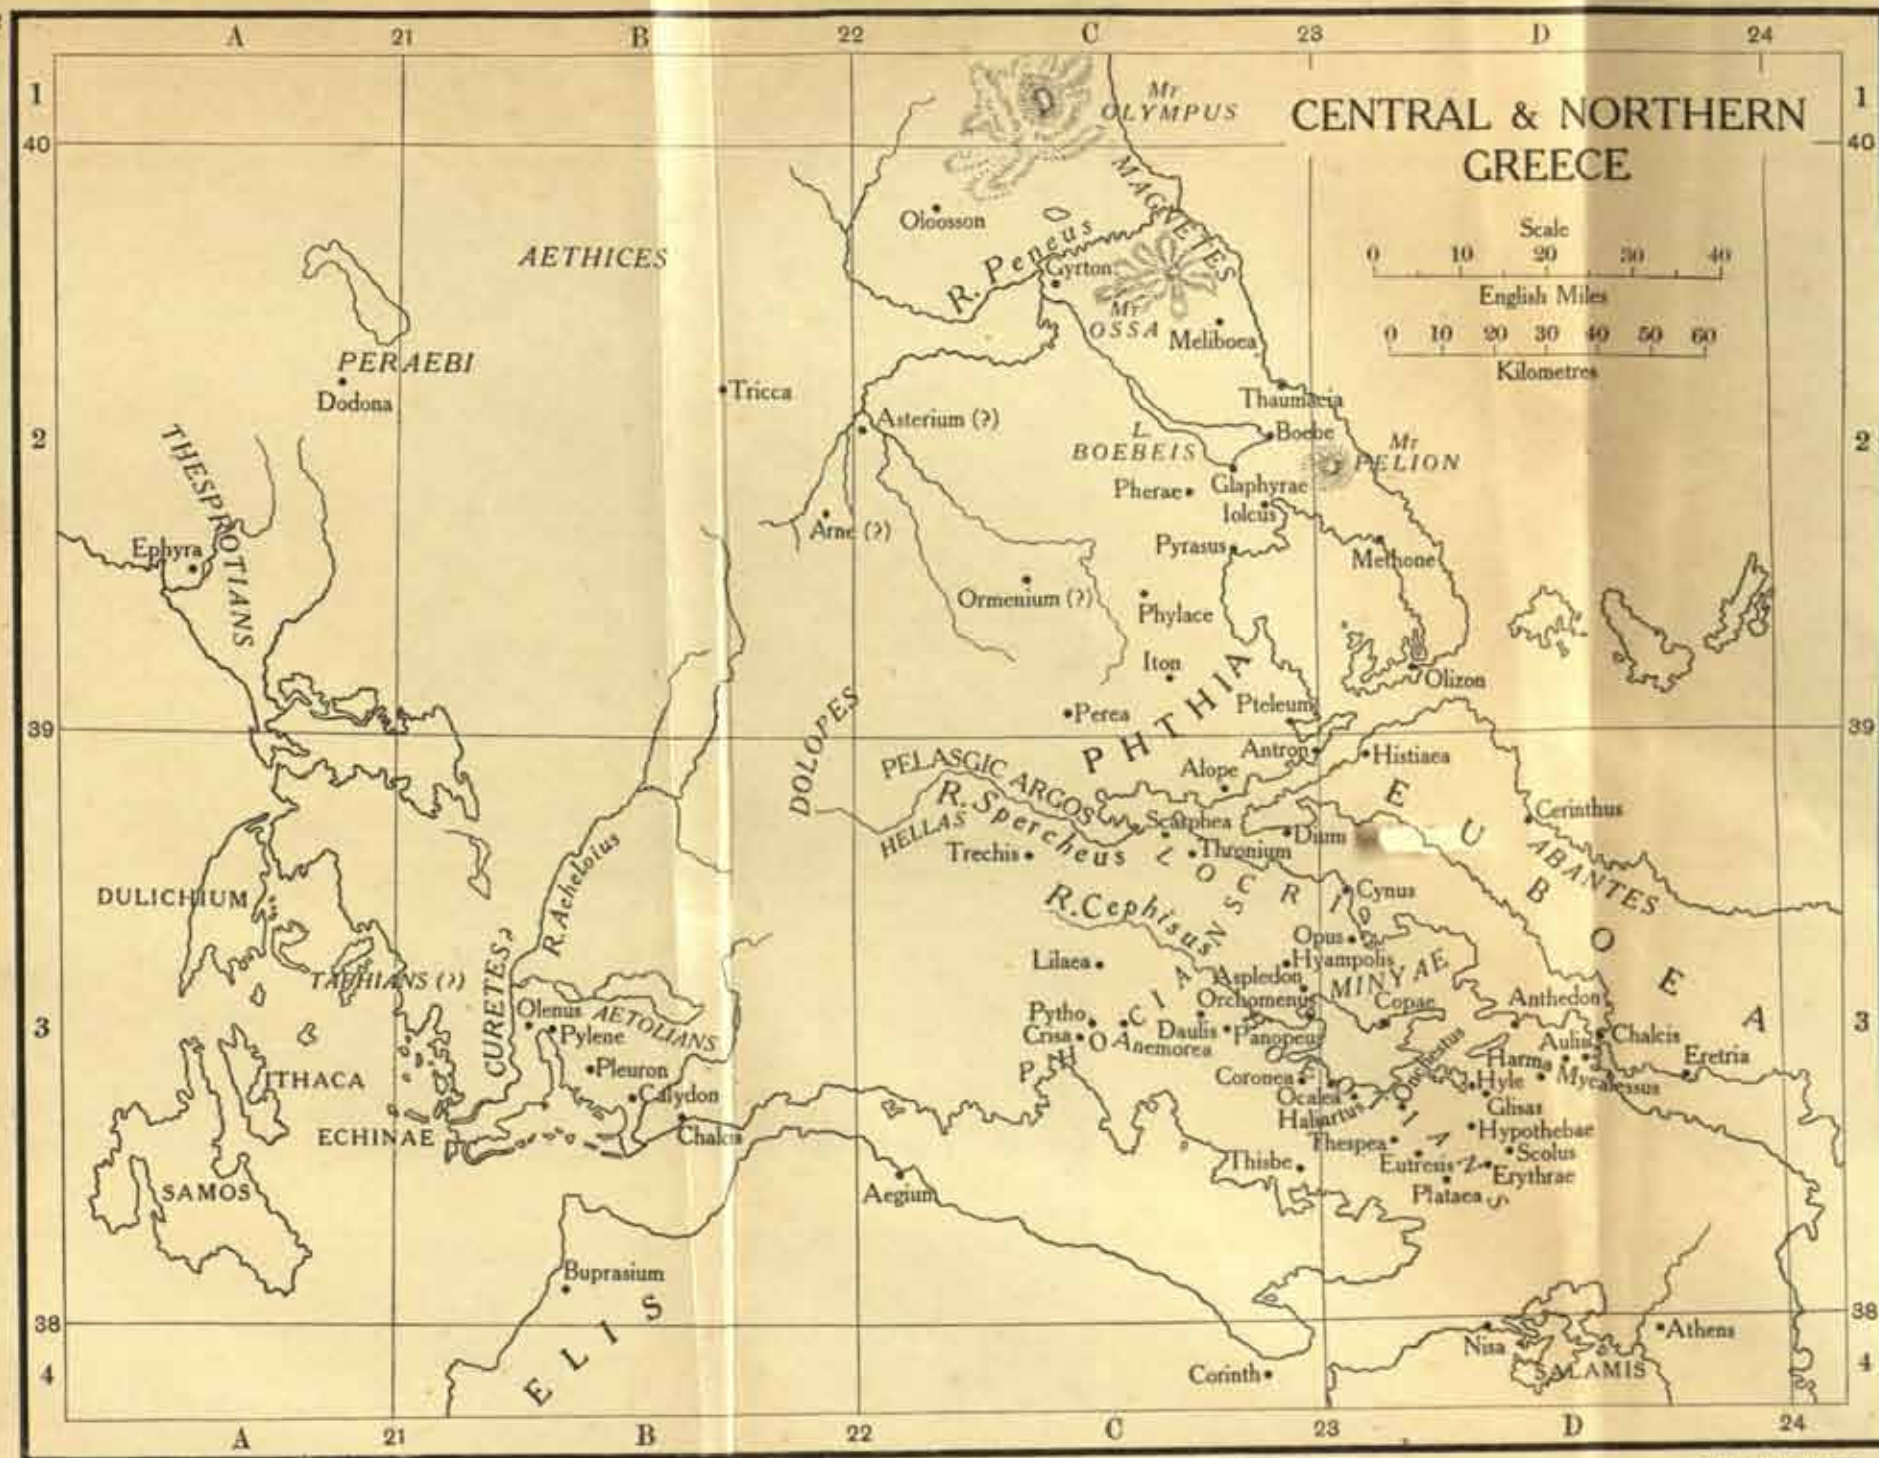 A 21 B 22 C 23 D 24
1 1
40 40
CENTRAL & NORTHERN
GREECE
Scale
0 10 20 30 40
English Miles
0 10 20 30 40 50 60
Kilometres
Mt
OLYMPUS
MAGNETES
Oloosson
R. Peneus
AETHICES
Gyrton
Mt
OSSA
Meliboea
PERAEBI
Dodona
Tricca
Thaumacia
Asterium (?)
2 2
Boebe
L.
BOEBEIS
Mt
PELION
THESPROTIANS
Pherae
Glaphyrae
Iolcus
Arne (?)
Ephyra
Pyrasus
Methone
Ormenium (?)
Phylace
Iton
Olizon
PHTHIA
Pteleum
Perea
39 39
DOLOPES
Antron
Histiaea
PELASGIC ARGOS
Alope
R. Spercheus
HELLAS
Scarphea
Dium
Cerinthus
Trechis
Thronium
EUBOEA
ABANTES
LOCRIANS
R. Acheloius
DULICHIUM
R. Cephisus
Cynus
Opus
CURETES?
Lilaea
Hyampolis
MINYAE
TAPHIANS (?)
Aspledon
Orchomenus
Copae
Anthedon
Olenus
AETOLIANS
Pytho
3 3
Pylene
Crisa
Anemorea
Daulis
Panopeus
PHOCIANS
Onchestus
Aulis
Chalcis
Harma
Mycalessus
Eretria
Pleuron
ITHACA
Coronea
Hyle
Calydon
Ocalea
Haliartus
Glisas
ECHINAE
Chalcis
Hypothebae
Thespea
Scolus
Thisbe
Eutresis
Erythrae
SAMOS
Aegium
Plataea
Buprasium
ELIS
38 38
Nisa
Athens
4 4
Corinth
SALAMIS
A 21 B 22 C 23 D 24